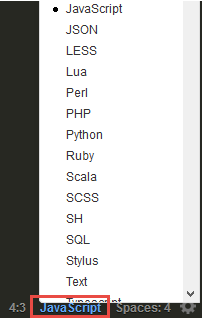 JavaScript
JSON
LESS
Lua
Perl
PHP
Python
Ruby
Scala
SCSS
SH
SQL
Stylus
Text
Typescript
4:3 JavaScript Spaces: 4